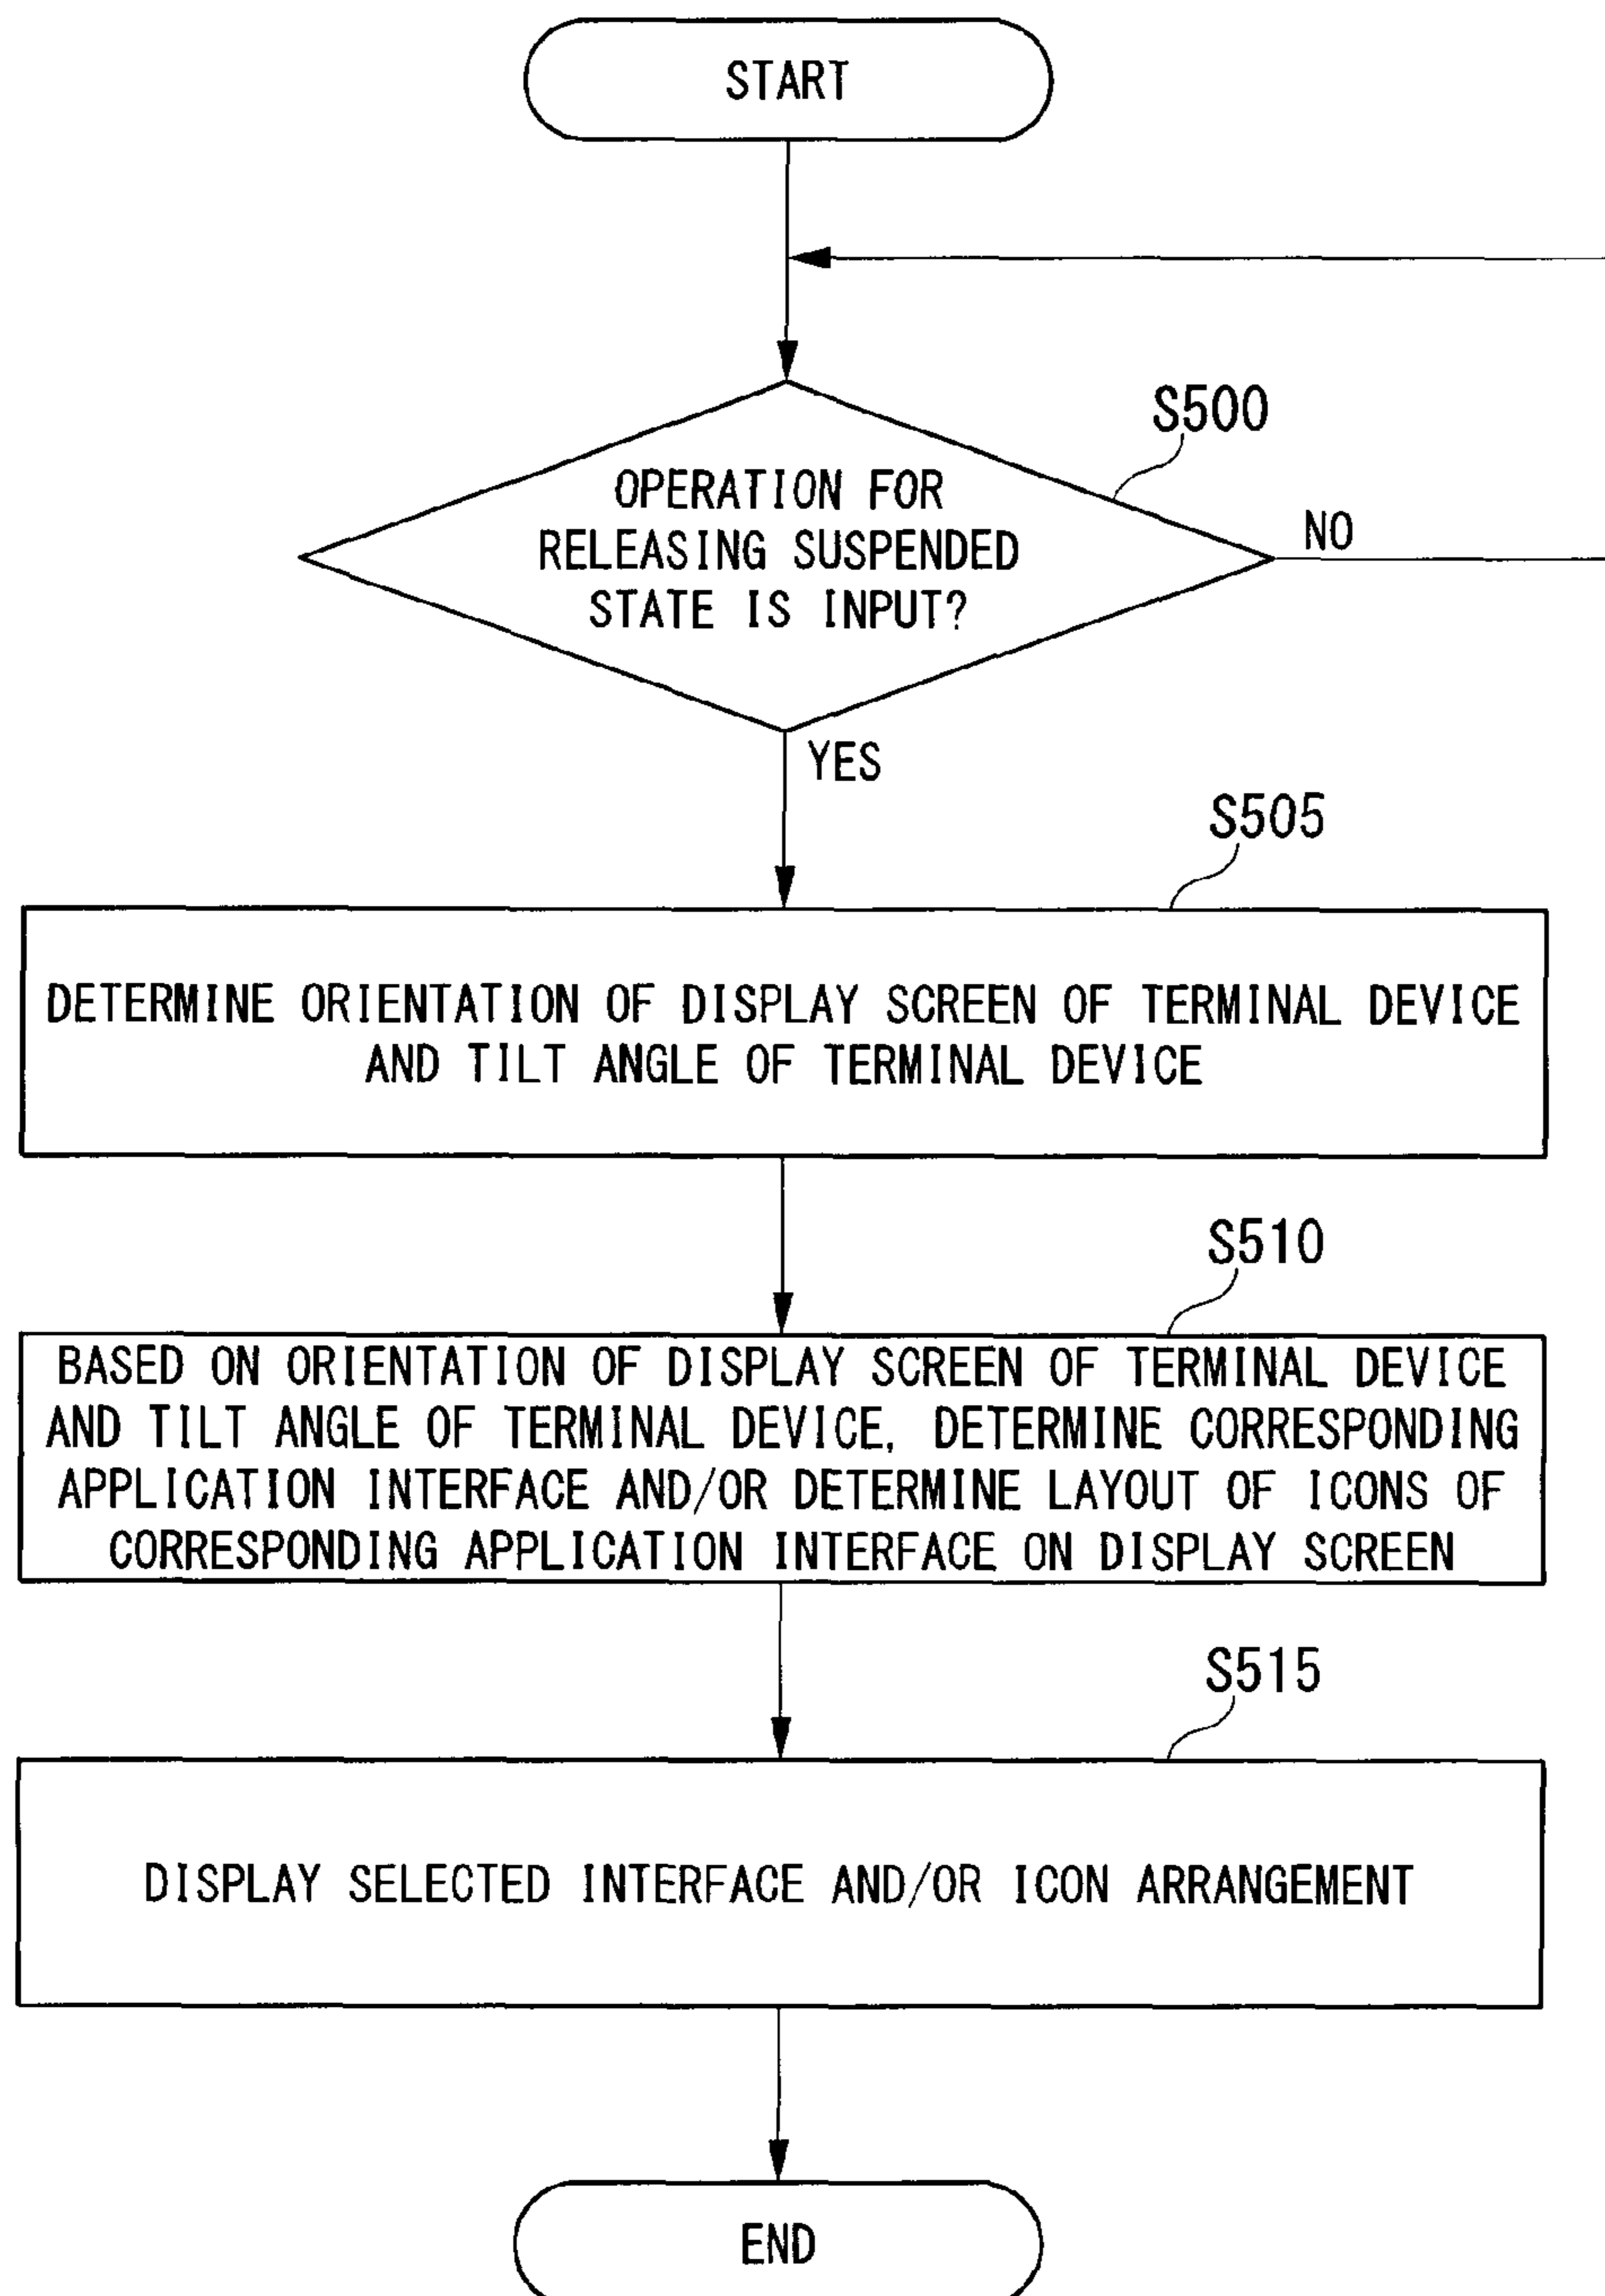 START
S500
OPERATION FOR
RELEASING SUSPENDED
STATE IS INPUT?
NO
YES
S505
DETERMINE ORIENTATION OF DISPLAY SCREEN OF TERMINAL DEVICE
AND TILT ANGLE OF TERMINAL DEVICE
S510
BASED ON ORIENTATION OF DISPLAY SCREEN OF TERMINAL DEVICE
AND TILT ANGLE OF TERMINAL DEVICE, DETERMINE CORRESPONDING
APPLICATION INTERFACE AND/OR DETERMINE LAYOUT OF ICONS OF
CORRESPONDING APPLICATION INTERFACE ON DISPLAY SCREEN
S515
DISPLAY SELECTED INTERFACE AND/OR ICON ARRANGEMENT
END